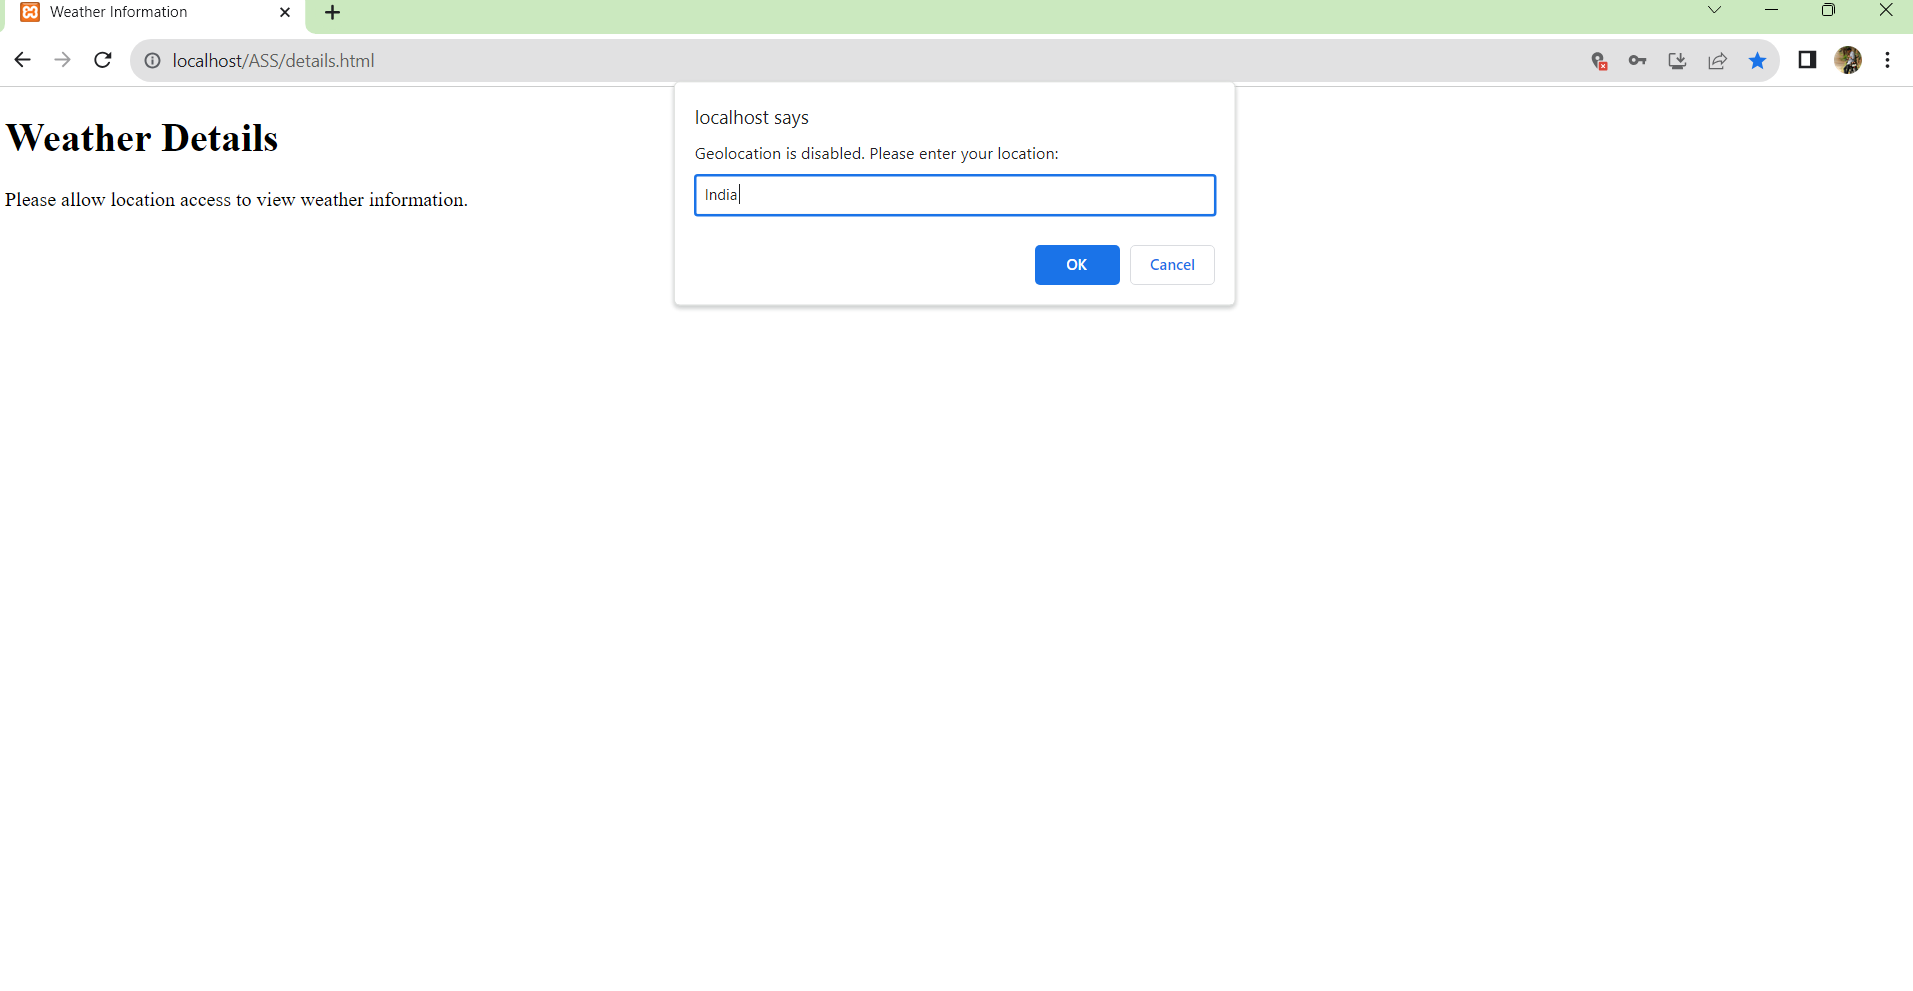 Weather Information
localhost/ASS/details.html
localhost says
Geolocation is disabled. Please enter your location:
India
OK Cancel
Weather Details
Please allow location access to view weather information.